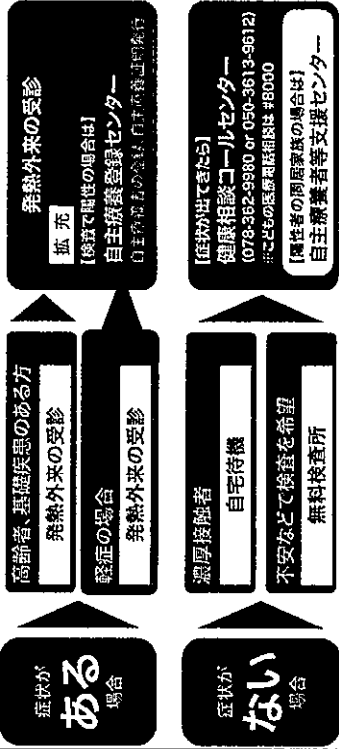 症状が
ある
場合
高齢者、基礎疾患のある方
発熱外来の受診
軽症の場合
発熱外来の受診
発熱外来の受診
拡充
【検査で陽性の場合は】
自主療養登録センター
症状が
ない
場合
濃厚接触者
自宅待機
不安などで検査を希望
無料検査所
【症状が出てきたら】
健康相談コールセンター
(078-362-9980 or 050-3613-9612)
※こどもの医療電話相談は #8000
【陽性者の同居家族の場合は】
自主療養者等支援センター